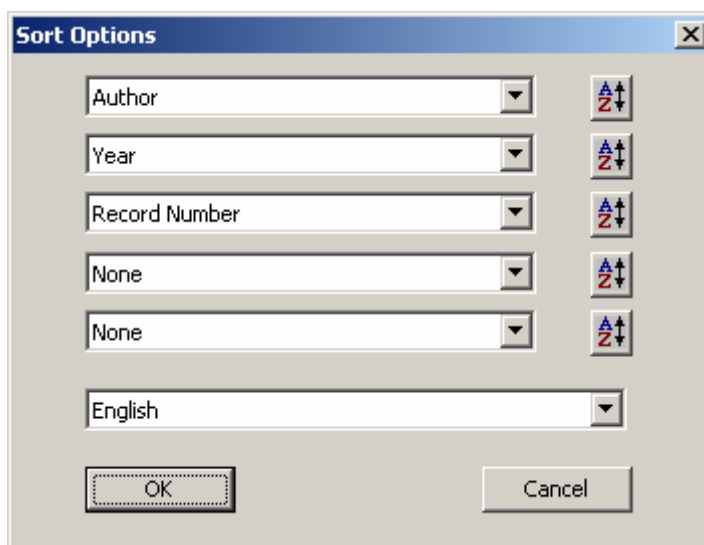 Sort Options
Author
A
Z
Year
A
Z
Record Number
A
Z
None
A
Z
None
A
Z
English
OK
Cancel